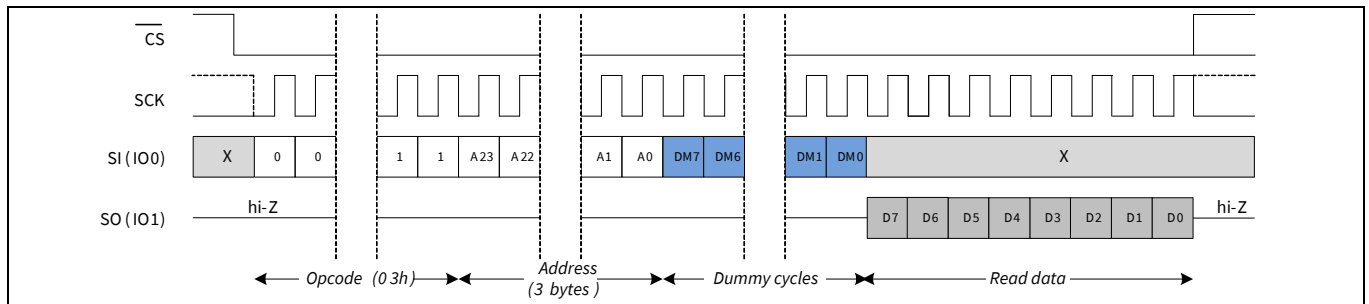 CS
SCK
SI (IO0) X 0 0 1 1 A23 A22 A1 A0 DM7 DM6 DM1 DM0 X
hi-Z hi-Z
SO (IO1) D7 D6 D5 D4 D3 D2 D1 D0
Opcode (03h) Address (3 bytes) Dummy cycles Read data